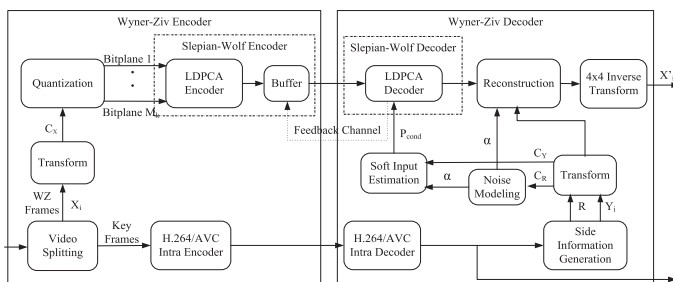 Wyner-Ziv Encoder
Wyner-Ziv Decoder
Slepian-Wolf Encoder
Slepian-Wolf Decoder
Bitplane 1
Quantization
LDPCA
Encoder
Buffer
LDPCA
Decoder
Reconstruction
4x4 Inverse
Transform
Bitplane Mk
Feedback Channel
CX
Pcond
α
CY
Transform
Soft Input
Estimation
α
Noise
Modeling
CR
Transform
WZ
Frames
Xi
R
Yi
Video
Splitting
Key
Frames
H.264/AVC
Intra Encoder
H.264/AVC
Intra Decoder
Side
Information
Generation